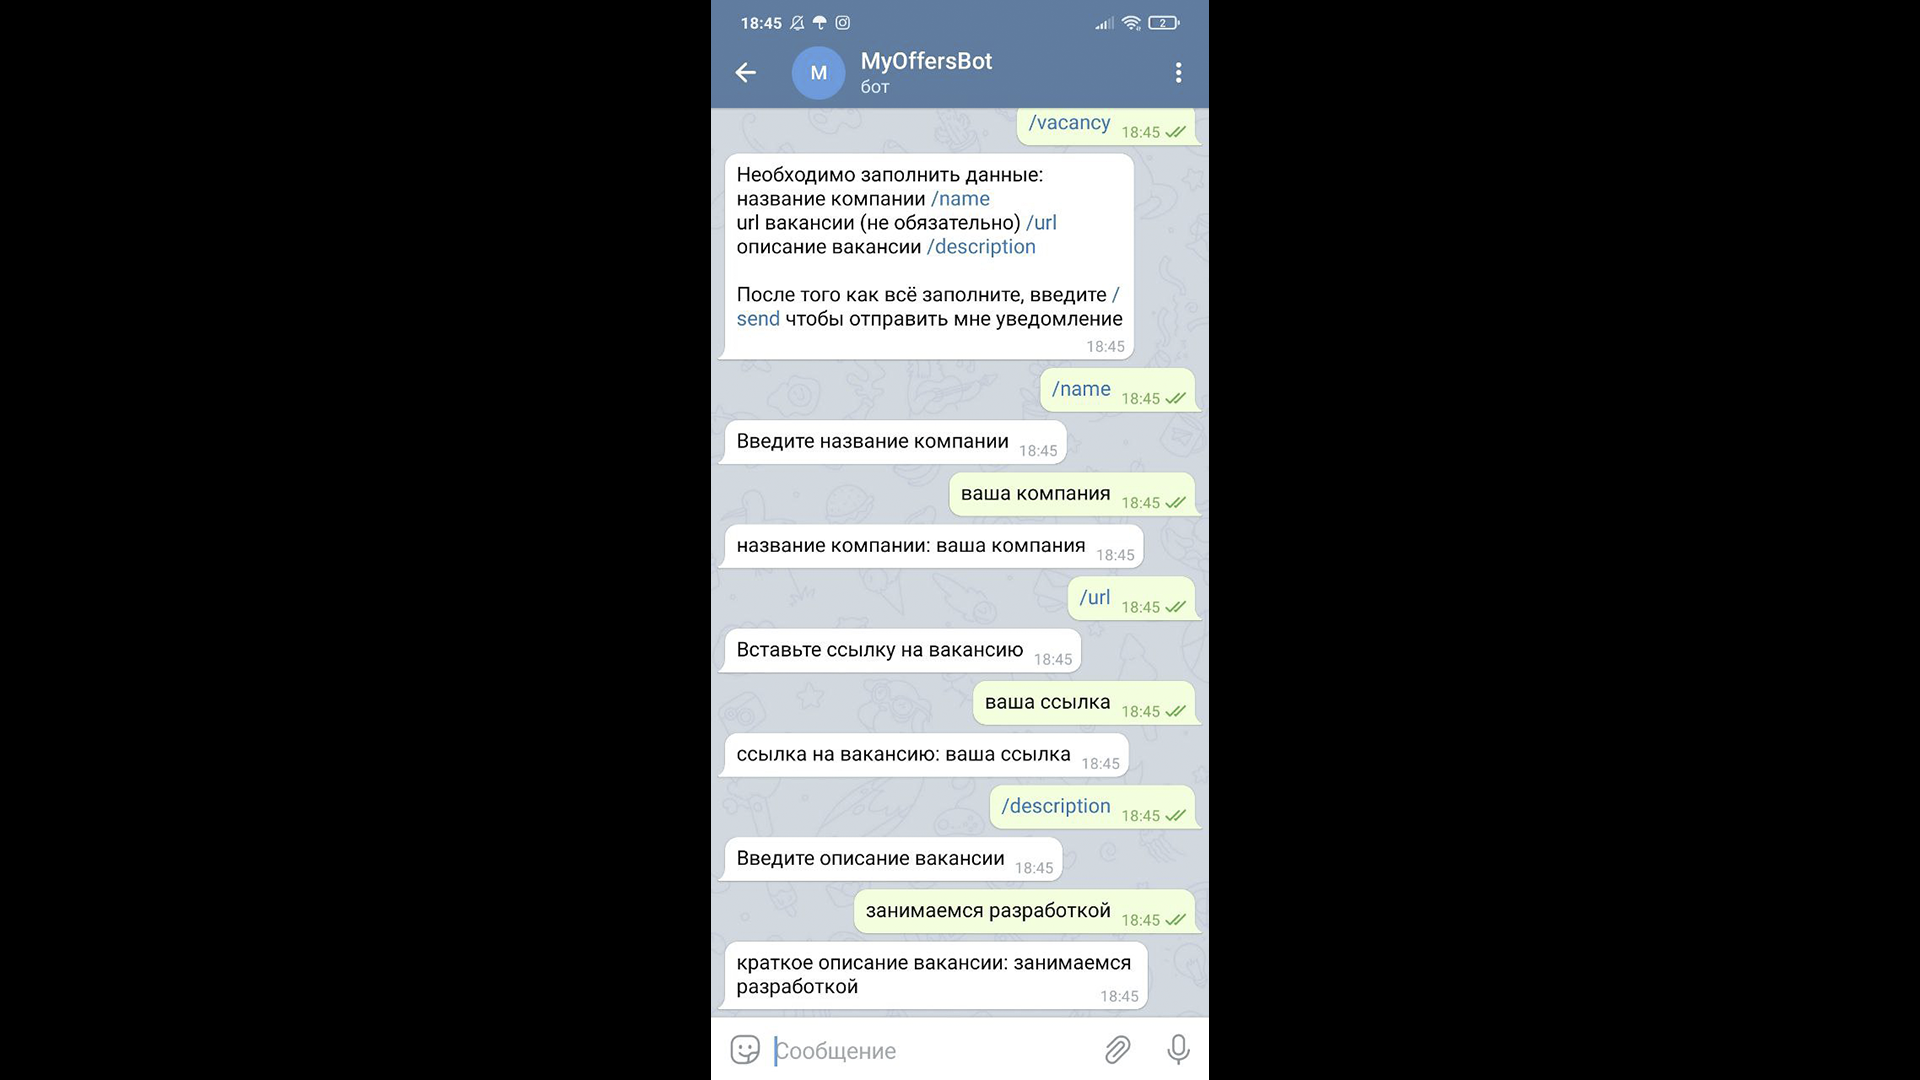 18:45
2
M
MyOffersBot
бот
/vacancy 18:45
Необходимо заполнить данные:
название компании /name
url вакансии (не обязательно) /url
описание вакансии /description
После того как всё заполните, введите /
send чтобы отправить мне уведомление
18:45
/name 18:45
Введите название компании 18:45
ваша компания 18:45
название компании: ваша компания 18:45
/url 18:45
Вставьте ссылку на вакансию 18:45
ваша ссылка 18:45
ссылка на вакансию: ваша ссылка 18:45
/description 18:45
Введите описание вакансии 18:45
занимаемся разработкой 18:45
краткое описание вакансии: занимаемся
разработкой 18:45
Сообщение